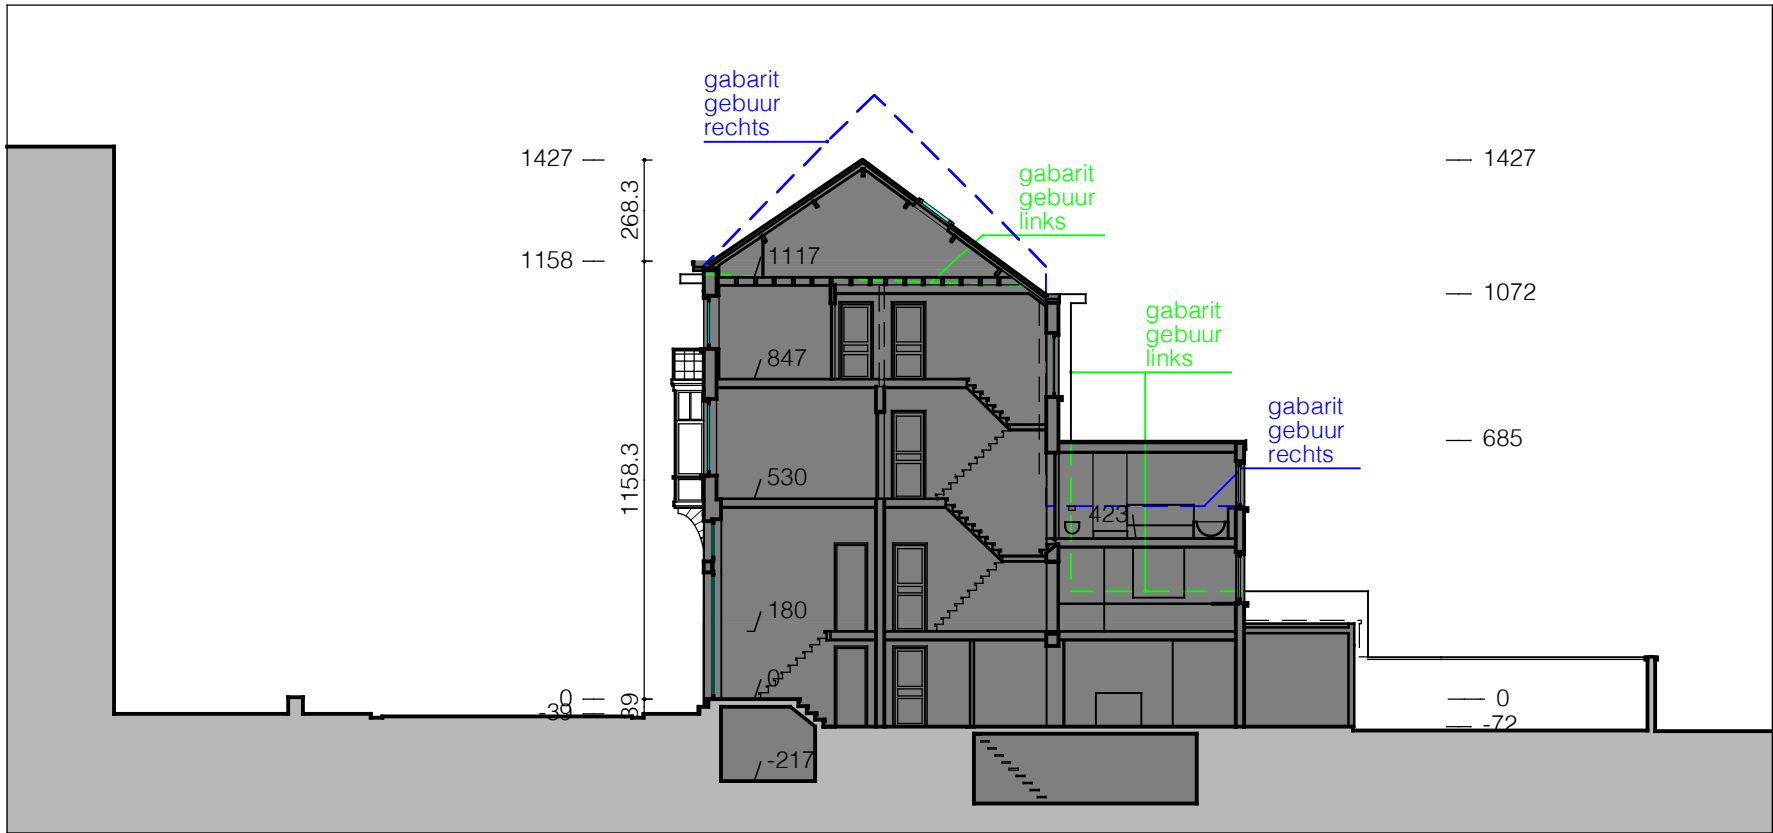 gabarit
gebuur
rechts
1427
268.3
1427
gabarit
gebuur
links
1158
1117
1072
gabarit
gebuur
links
847
gabarit
gebuur
rechts
685
1158.3
530
423
180
0
0
0
-39
39
-72
-217